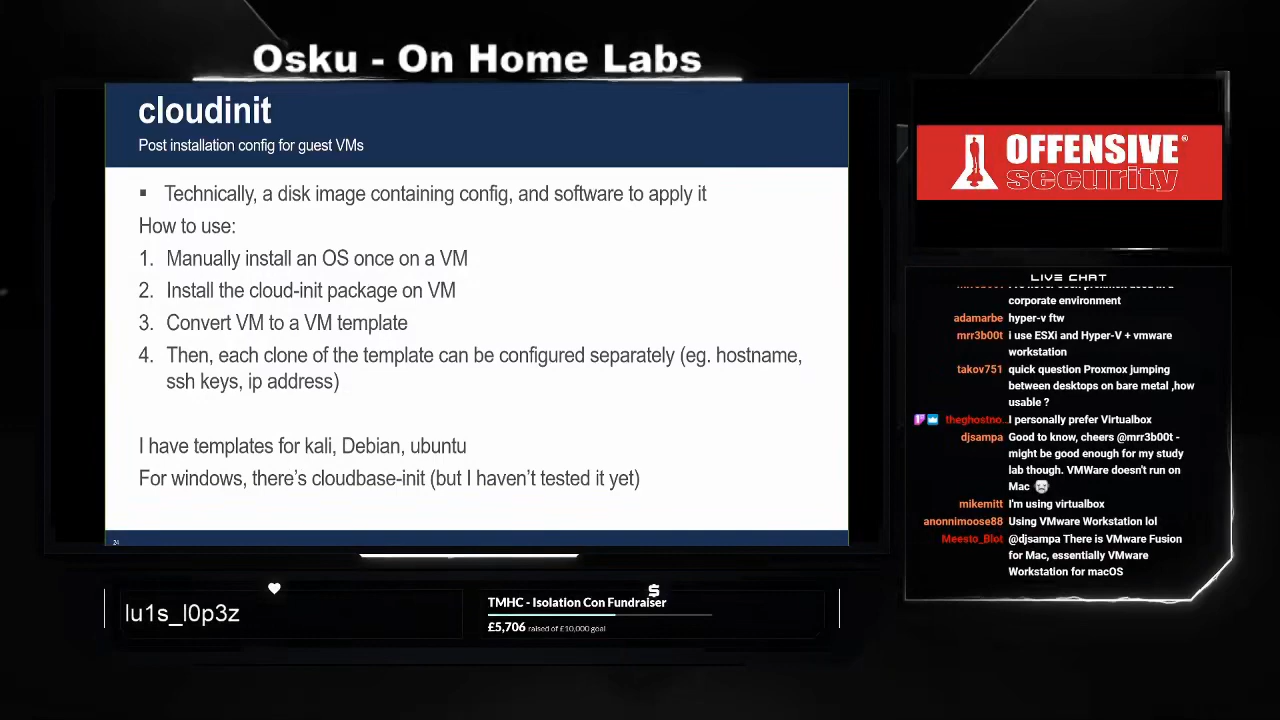 Osku - On Home Labs
cloudinit
Post installation config for guest VMs
▪ Technically, a disk image containing config, and software to apply it
How to use:
1. Manually install an OS once on a VM
2. Install the cloud-init package on VM
3. Convert VM to a VM template
4. Then, each clone of the template can be configured separately (eg. hostname,
ssh keys, ip address)
I have templates for kali, Debian, ubuntu
For windows, there's cloudbase-init (but I haven't tested it yet)
24
OFFENSIVE®
security
LIVE CHAT
corporate environment
adamarbe hyper-v ftw
mrr3b00t i use ESXi and Hyper-V + vmware
workstation
takov751 quick question Proxmox jumping
between desktops on bare metal ,how
usable ?
theghostno... I personally prefer Virtualbox
djsampa Good to know, cheers @mrr3b00t -
might be good enough for my study
lab though. VMWare doesn't run on
Mac
mikemitt I'm using virtualbox
anonnimoose88 Using VMware Workstation lol
Meesto_Blot @djsampa There is VMware Fusion
for Mac, essentially VMware
Workstation for macOS
lu1s_l0p3z
$
TMHC - Isolation Con Fundraiser
£5,706 raised of £10,000 goal